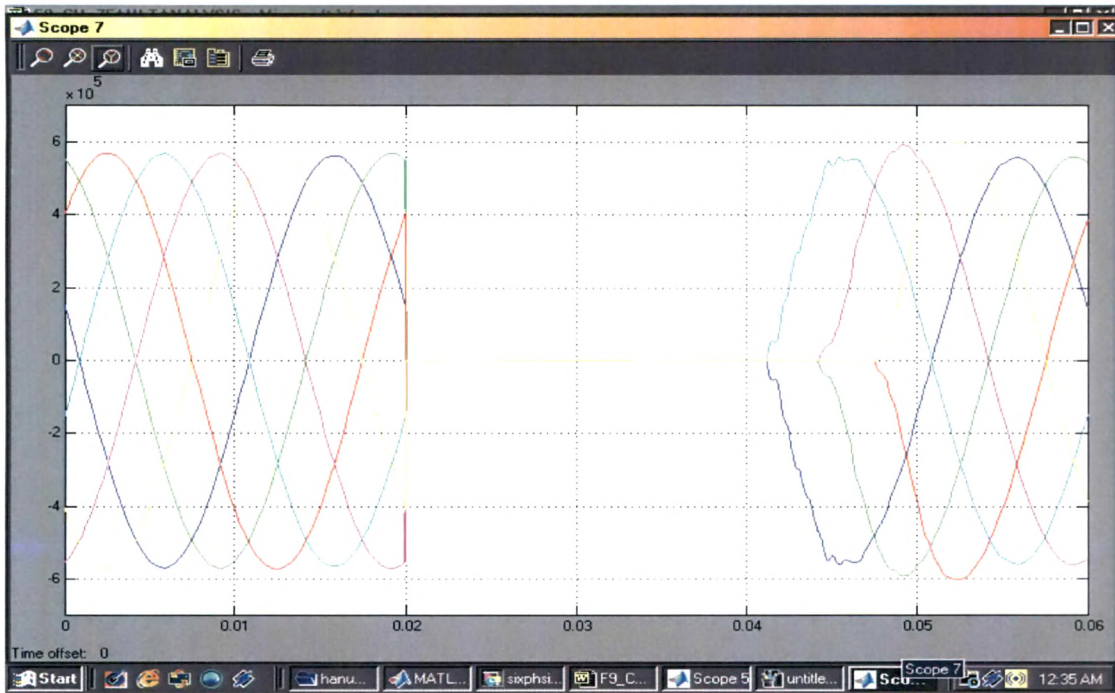 Scope 7
× 10
5
6
4
2
0
-2
-4
-6
0
0.01
0.02
0.03
0.04
0.05
0.06
Time offset: 0
Start
hanu...
MATL...
sixphsi...
F9_C...
Scope 5
untitle...
Sco...
Scope 7
12:35 AM